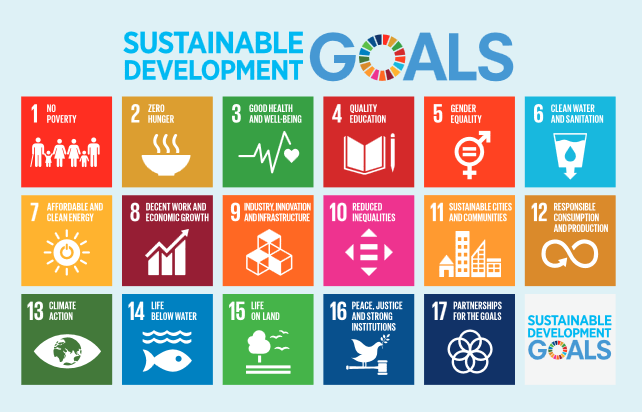 SUSTAINABLE
DEVELOPMENT
GOALS
1 NO
POVERTY
2 ZERO
HUNGER
3 GOOD HEALTH
AND WELL-BEING
4 QUALITY
EDUCATION
5 GENDER
EQUALITY
6 CLEAN WATER
AND SANITATION
7 AFFORDABLE AND
CLEAN ENERGY
8 DECENT WORK AND
ECONOMIC GROWTH
9 INDUSTRY, INNOVATION
AND INFRASTRUCTURE
10 REDUCED
INEQUALITIES
11 SUSTAINABLE CITIES
AND COMMUNITIES
12 RESPONSIBLE
CONSUMPTION
AND PRODUCTION
13 CLIMATE
ACTION
14 LIFE
BELOW WATER
15 LIFE
ON LAND
16 PEACE, JUSTICE
AND STRONG
INSTITUTIONS
17 PARTNERSHIPS
FOR THE GOALS
SUSTAINABLE
DEVELOPMENT
GOALS